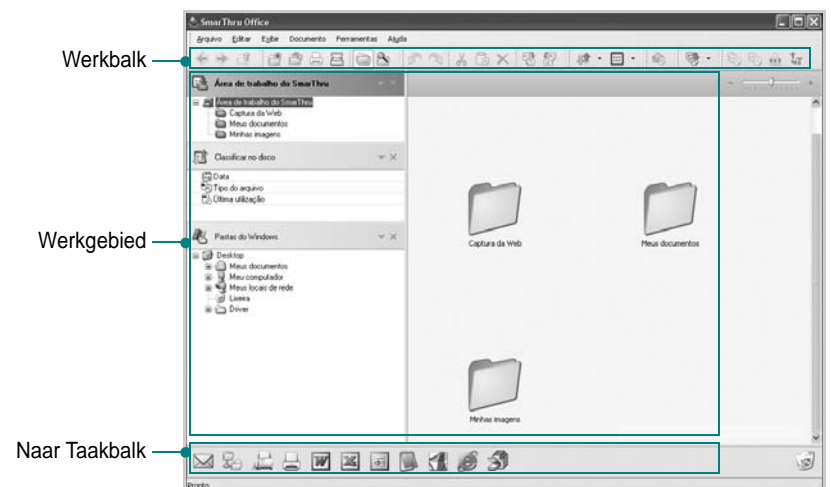 SmarThru Office
Arquivo Editar Exibir Documento Ferramentas Ajuda
Werkbalk
Área de trabalho do SmarThru
Área de trabalho do SmarThru
Captura da Web
Meus documentos
Minhas imagens
Classificar no disco
Data
Tipo do arquivo
Última utilização
Werkgebied
Pastas do Windows
Desktop
Meus documentos
Meu computador
Meus locais de rede
Lixeira
Driver
Captura da Web
Meus documentos
Minhas imagens
Naar Taakbalk
Pronto